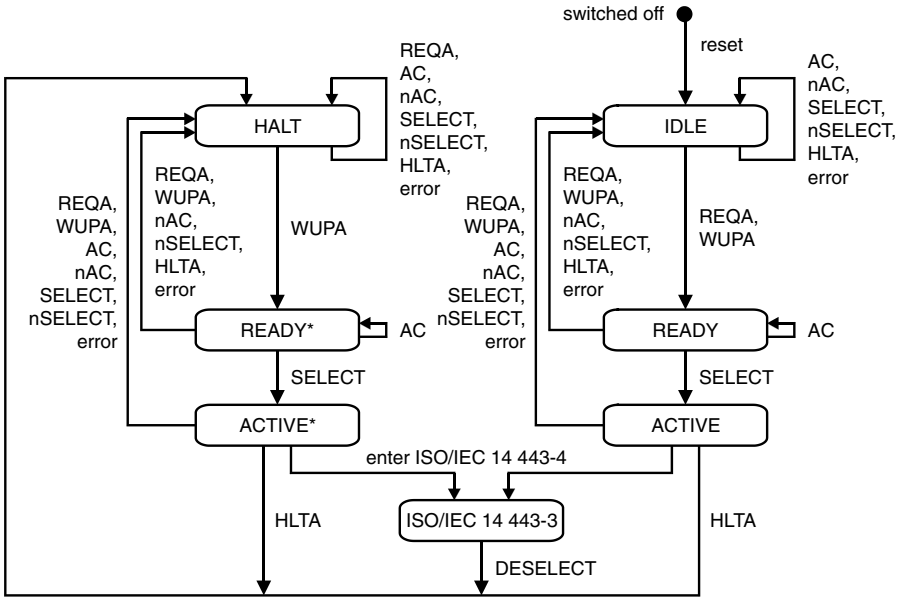 switched off
reset
REQA,
AC,
nAC,
SELECT,
nSELECT,
HLTA,
error
AC,
nAC,
SELECT,
nSELECT,
HLTA,
error
HALT
IDLE
REQA,
WUPA,
AC,
nAC,
SELECT,
nSELECT,
error
REQA,
WUPA,
nAC,
nSELECT,
HLTA,
error
WUPA
REQA,
WUPA,
AC,
nAC,
SELECT,
nSELECT,
error
REQA,
WUPA,
nAC,
nSELECT,
HLTA,
error
REQA,
WUPA
READY*
AC
READY
AC
SELECT
SELECT
ACTIVE*
ACTIVE
enter ISO/IEC 14 443-4
ISO/IEC 14 443-3
HLTA
HLTA
DESELECT